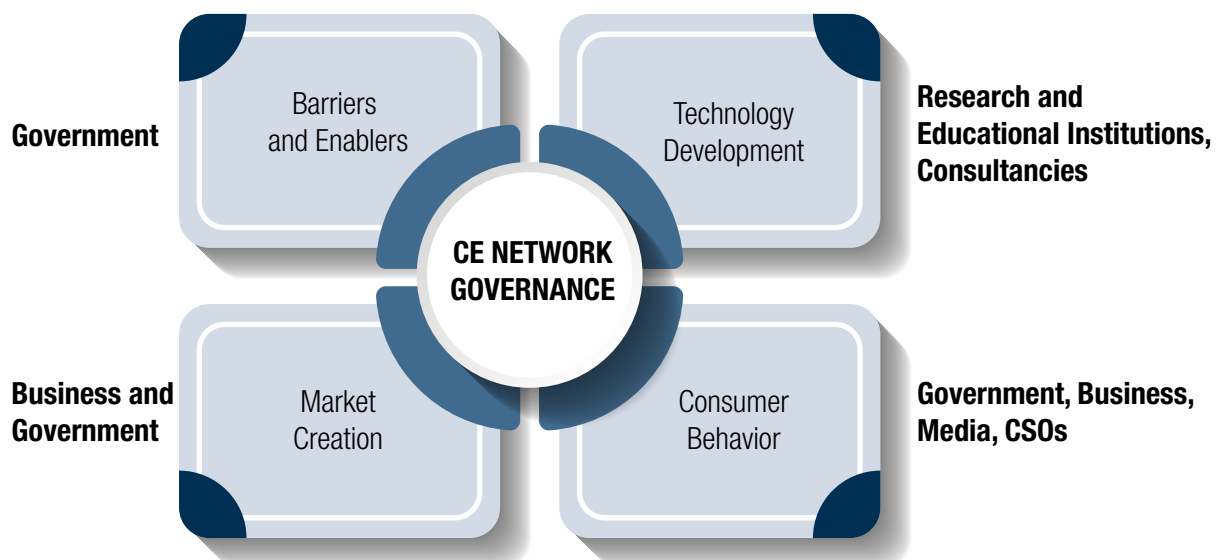 Government
Barriers
and Enablers
Technology
Development
Research and
Educational Institutions,
Consultancies
CE NETWORK
GOVERNANCE
Business and
Government
Market
Creation
Consumer
Behavior
Government, Business,
Media, CSOs